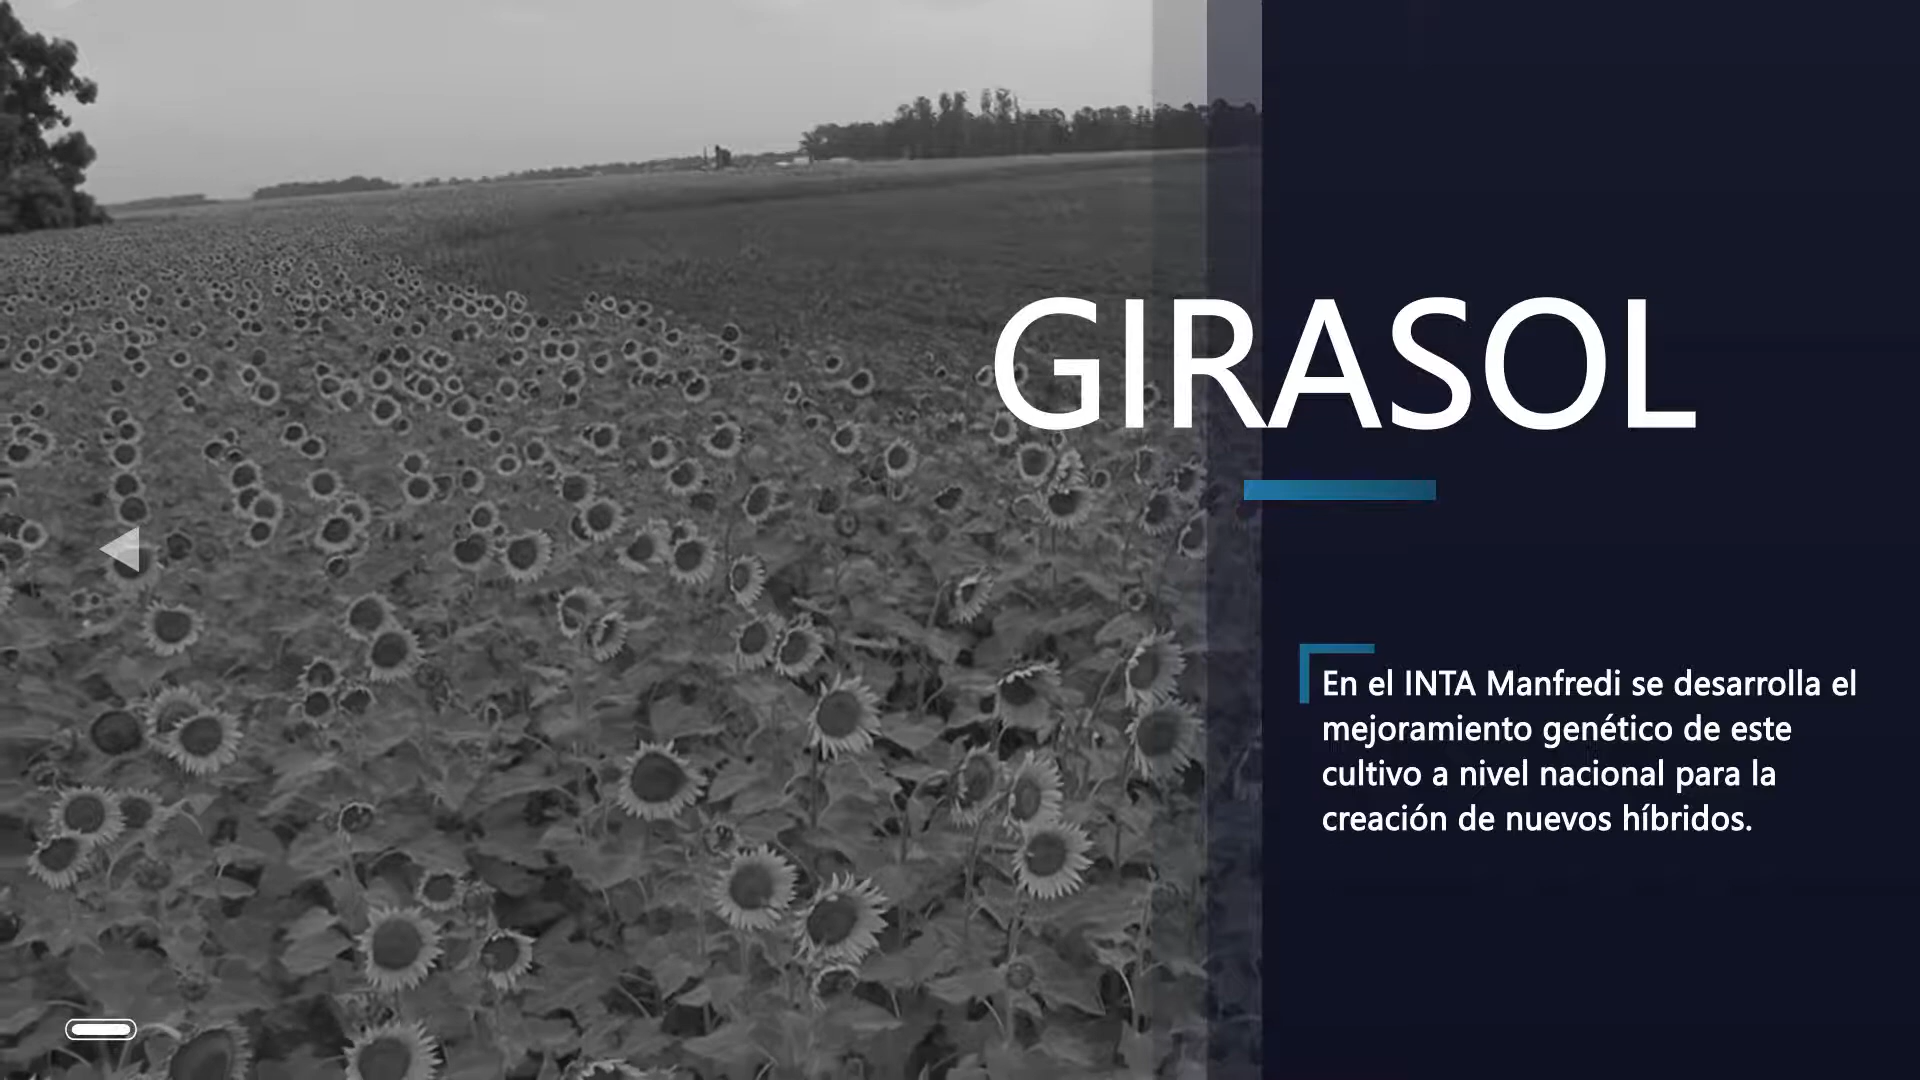 GIRASOL
En el INTA Manfredi se desarrolla el
mejoramiento genético de este
cultivo a nivel nacional para la
creación de nuevos híbridos.